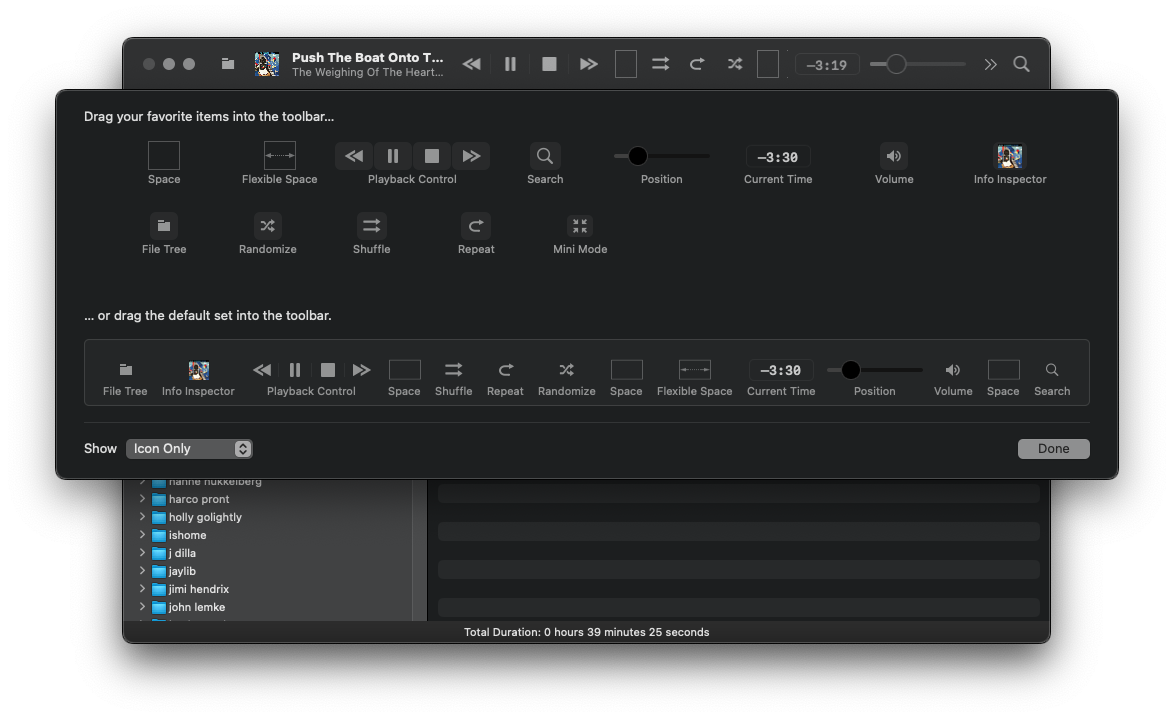 Push The Boat Onto T...
The Weighing Of The Heart...
−3:19
Drag your favorite items into the toolbar...
Space
Flexible Space
Playback Control
Search
Position
−3:30
Current Time
Volume
Info Inspector
File Tree
Randomize
Shuffle
Repeat
Mini Mode
... or drag the default set into the toolbar.
File Tree
Info Inspector
Playback Control
Space
Shuffle
Repeat
Randomize
Space
Flexible Space
−3:30
Current Time
Position
Volume
Space
Search
Show
Icon Only
Done
hanne hukkelberg
harco pront
holly golightly
ishome
j dilla
jaylib
jimi hendrix
john lemke
Total Duration: 0 hours 39 minutes 25 seconds